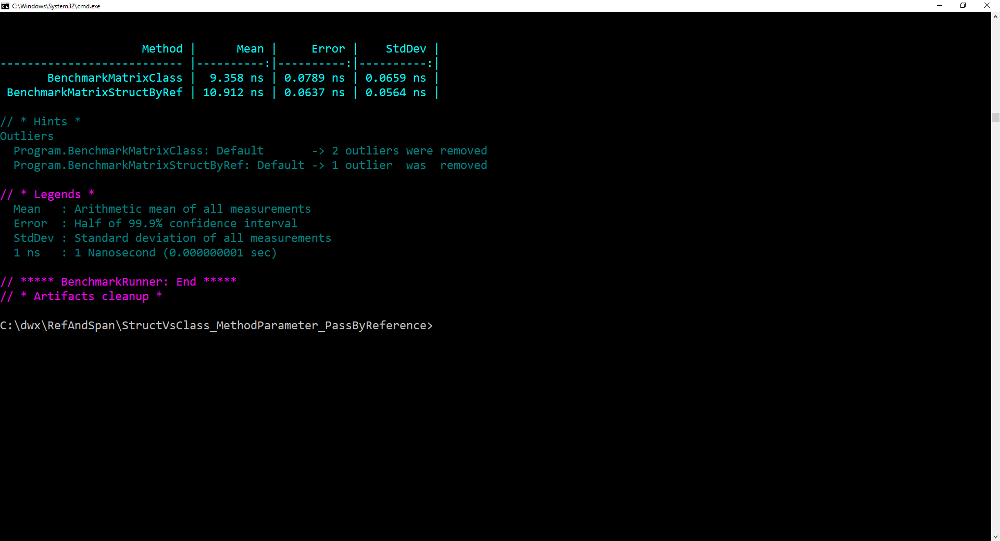 C:\Windows\System32\cmd.exe
Method | Mean | Error | StdDev |
--------------------------- |----------:|----------:|----------:|
BenchmarkMatrixClass | 9.358 ns | 0.0789 ns | 0.0659 ns |
BenchmarkMatrixStructByRef | 10.912 ns | 0.0637 ns | 0.0564 ns |
// * Hints *
Outliers
Program.BenchmarkMatrixClass: Default -> 2 outliers were removed
Program.BenchmarkMatrixStructByRef: Default -> 1 outlier was removed
// * Legends *
Mean : Arithmetic mean of all measurements
Error : Half of 99.9% confidence interval
StdDev : Standard deviation of all measurements
1 ns : 1 Nanosecond (0.000000001 sec)
// ***** BenchmarkRunner: End *****
// * Artifacts cleanup *
C:\dwx\RefAndSpan\StructVsClass_MethodParameter_PassByReference>